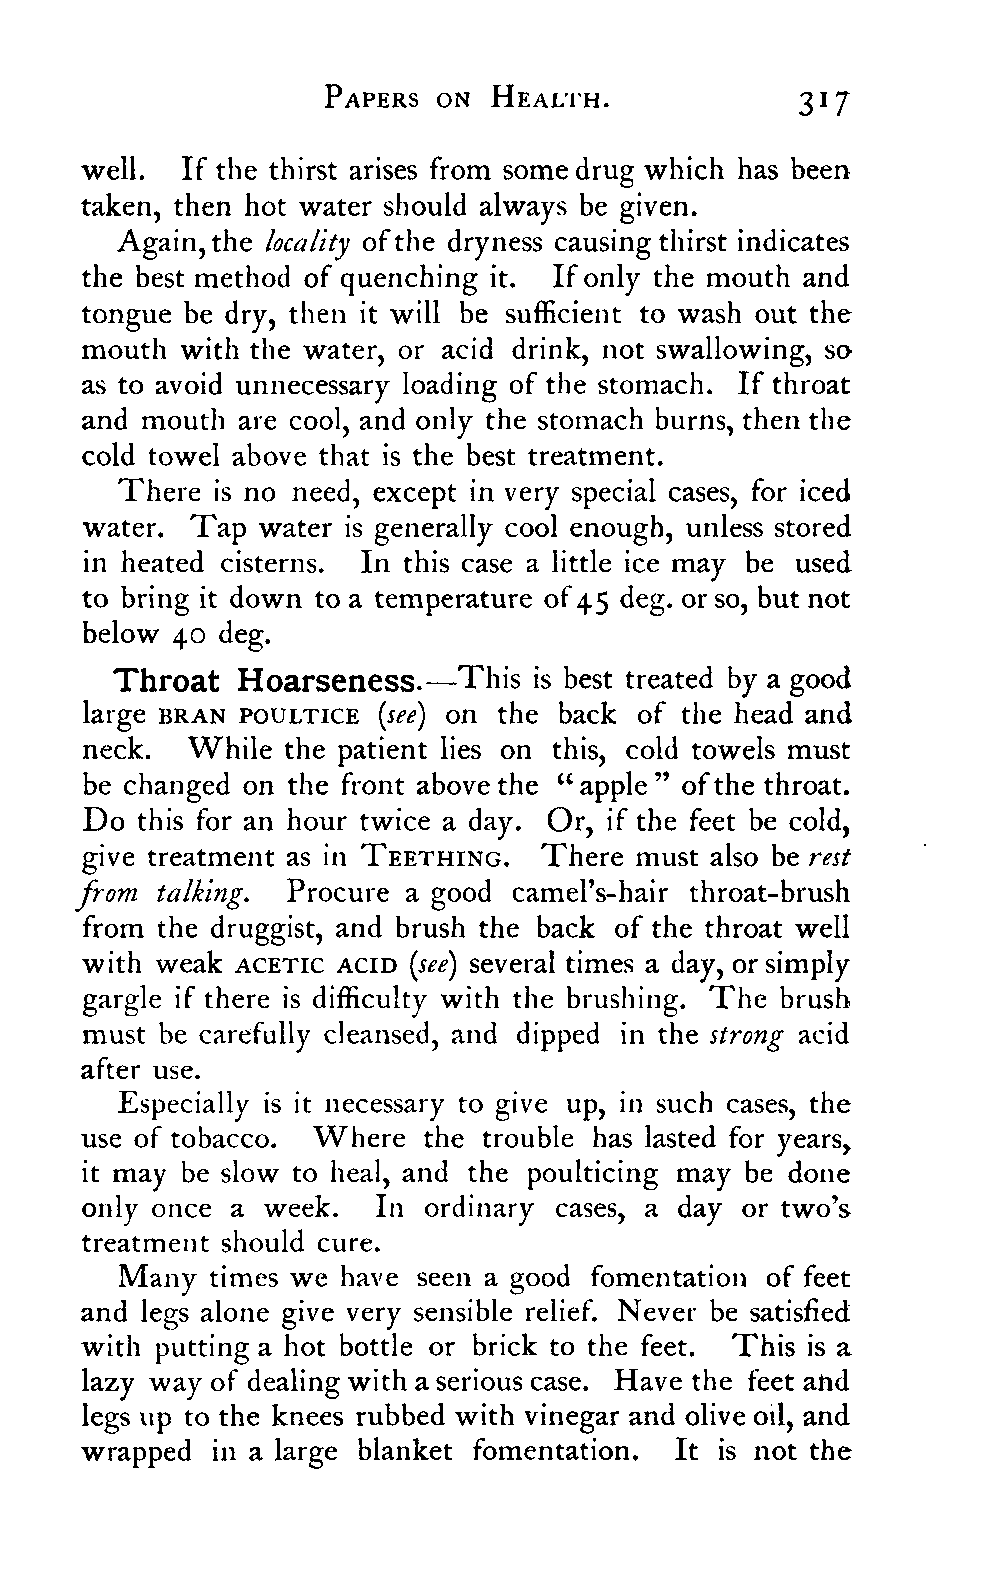 PAPERS ON HEALTH. 317
well. If the thirst arises from some drug which has been
taken, then hot water should always be given.
Again, the locality of the dryness causing thirst indicates
the best method of quenching it. If only the mouth and
tongue be dry, then it will be sufficient to wash out the
mouth with the water, or acid drink, not swallowing, so
as to avoid unnecessary loading of the stomach. If throat
and mouth are cool, and only the stomach burns, then the
cold towel above that is the best treatment.
There is no need, except in very special cases, for iced
water. Tap water is generally cool enough, unless stored
in heated cisterns. In this case a little ice may be used
to bring it down to a temperature of 45 deg. or so, but not
below 40 deg.
Throat Hoarseness.—This is best treated by a good
large BRAN POULTICE (see) on the back of the head and
neck. While the patient lies on this, cold towels must
be changed on the front above the “apple” of the throat.
Do this for an hour twice a day. Or, if the feet be cold,
give treatment as in TEETHING. There must also be rest
from talking. Procure a good camel's-hair throat-brush
from the druggist, and brush the back of the throat well
with weak ACETIC ACID (see) several times a day, or simply
gargle if there is difficulty with the brushing. The brush
must be carefully cleansed, and dipped in the strong acid
after use.
Especially is it necessary to give up, in such cases, the
use of tobacco. Where the trouble has lasted for years,
it may be slow to heal, and the poulticing may be done
only once a week. In ordinary cases, a day or two's
treatment should cure.
Many times we have seen a good fomentation of feet
and legs alone give very sensible relief. Never be satisfied
with putting a hot bottle or brick to the feet. This is a
lazy way of dealing with a serious case. Have the feet and
legs up to the knees rubbed with vinegar and olive oil, and
wrapped in a large blanket fomentation. It is not the